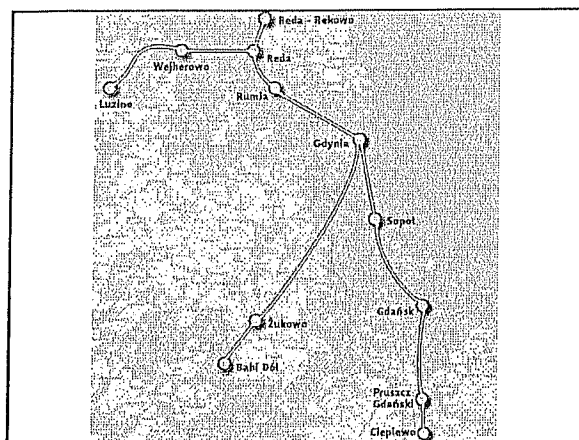 Reda - Rekowo
Reda
Wejherowo
Luzino
Rumia
Gdynia
Sopot
Gdańsk
Żukowo
Babi Dół
Pruszcz
Gdański
Cieplewo